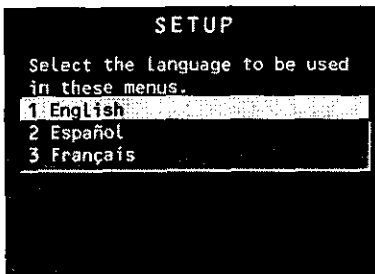 SETUP
Select the language to be used
in these menus.
1 English
2 Español
3 Français